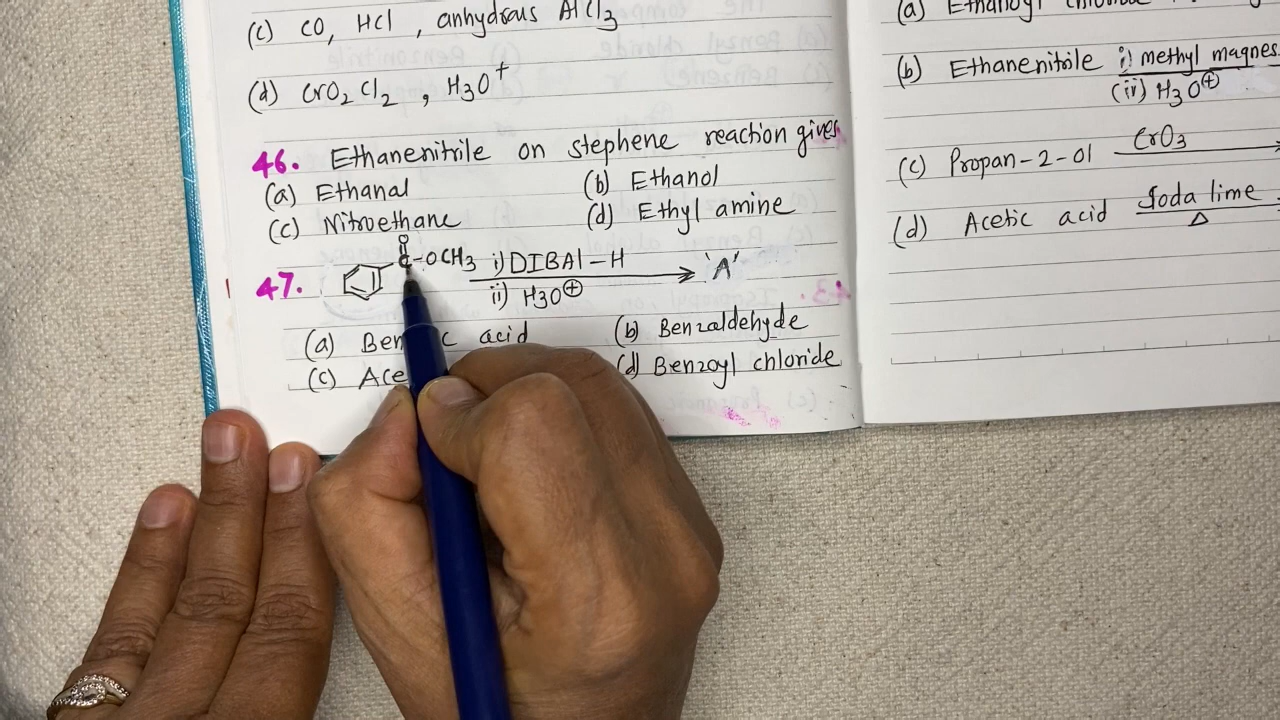 (c) CO, HCl , anhydrous AlCl3
(d) CrO2Cl2 , H3O+
46. Ethanenitrile on stephene reaction gives
(a) Ethanal (b) Ethanol
(c) Nitroethane (d) Ethyl amine
O
47. C-OCH3 i) DIBAl-H 'A'
ii) H3O⊕
(a) acid (b) Benzaldehyde
(c) (d) Benzoyl chloride
(a)
(b) Ethanenitrile i) methyl magnes
(ii) H3O⊕
(c) Propan-2-ol CrO3
(d) Acetic acid Soda lime
Δ